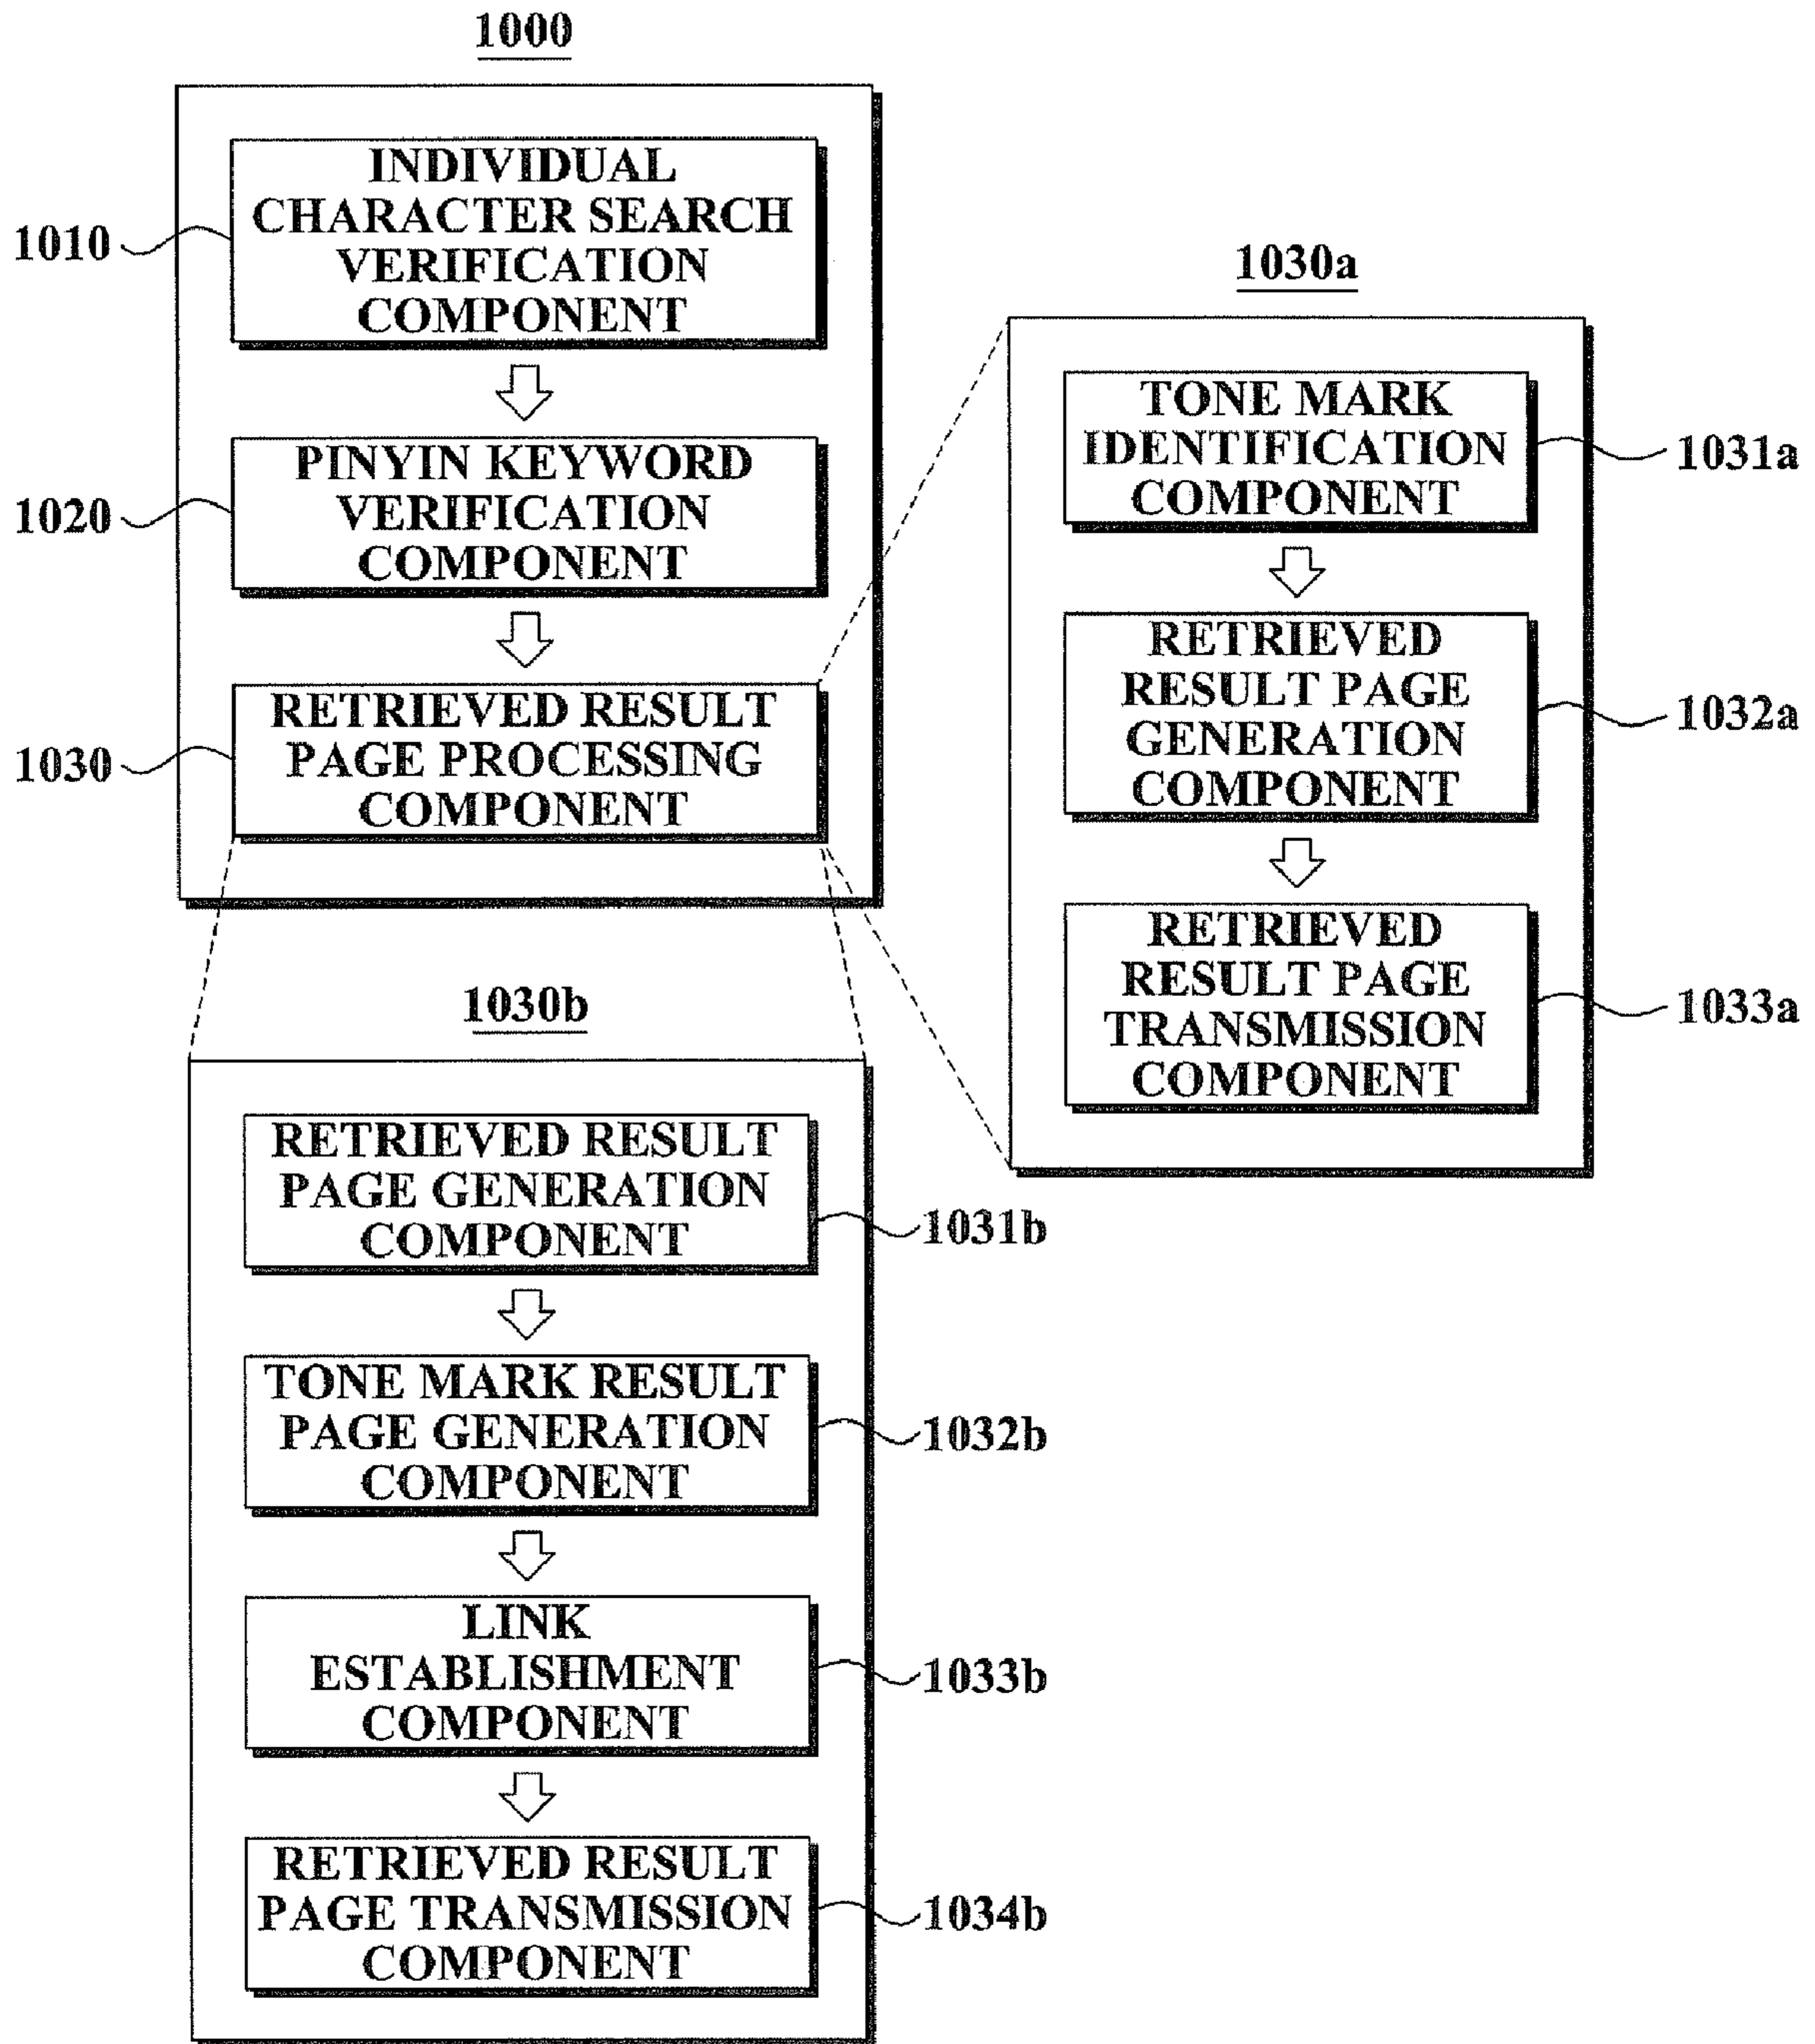 1000
INDIVIDUAL
CHARACTER SEARCH
VERIFICATION
COMPONENT
1010
PINYIN KEYWORD
VERIFICATION
COMPONENT
1020
RETRIEVED RESULT
PAGE PROCESSING
COMPONENT
1030
1030a
TONE MARK
IDENTIFICATION
COMPONENT
1031a
RETRIEVED
RESULT PAGE
GENERATION
COMPONENT
1032a
RETRIEVED
RESULT PAGE
TRANSMISSION
COMPONENT
1033a
1030b
RETRIEVED RESULT
PAGE GENERATION
COMPONENT
1031b
TONE MARK RESULT
PAGE GENERATION
COMPONENT
1032b
LINK
ESTABLISHMENT
COMPONENT
1033b
RETRIEVED RESULT
PAGE TRANSMISSION
COMPONENT
1034b